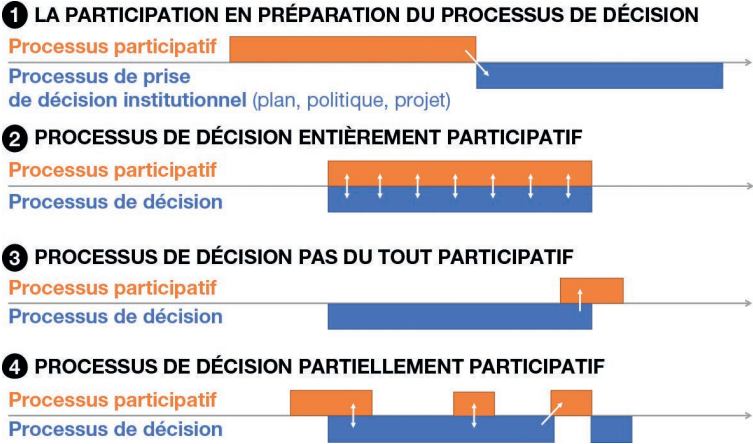 1 LA PARTICIPATION EN PRÉPARATION DU PROCESSUS DE DÉCISION
Processus participatif
Processus de prise
de décision institutionnel (plan, politique, projet)
2 PROCESSUS DE DÉCISION ENTIÈREMENT PARTICIPATIF
Processus participatif
Processus de décision
3 PROCESSUS DE DÉCISION PAS DU TOUT PARTICIPATIF
Processus participatif
Processus de décision
4 PROCESSUS DE DÉCISION PARTIELLEMENT PARTICIPATIF
Processus participatif
Processus de décision